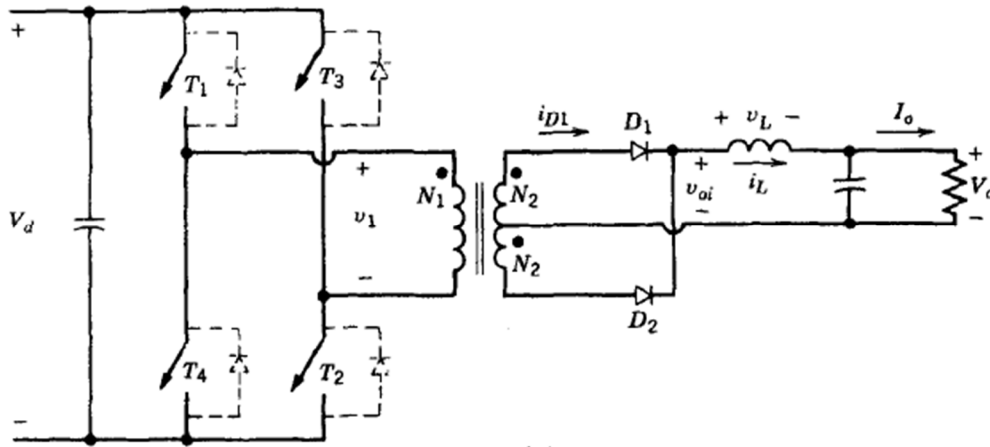 +
T1
T3
iD1
D1
+ vL −
Io
+
N1
N2
+
voi
−
iL
+
Vd
v1
−
N2
−
D2
T4
T2
−